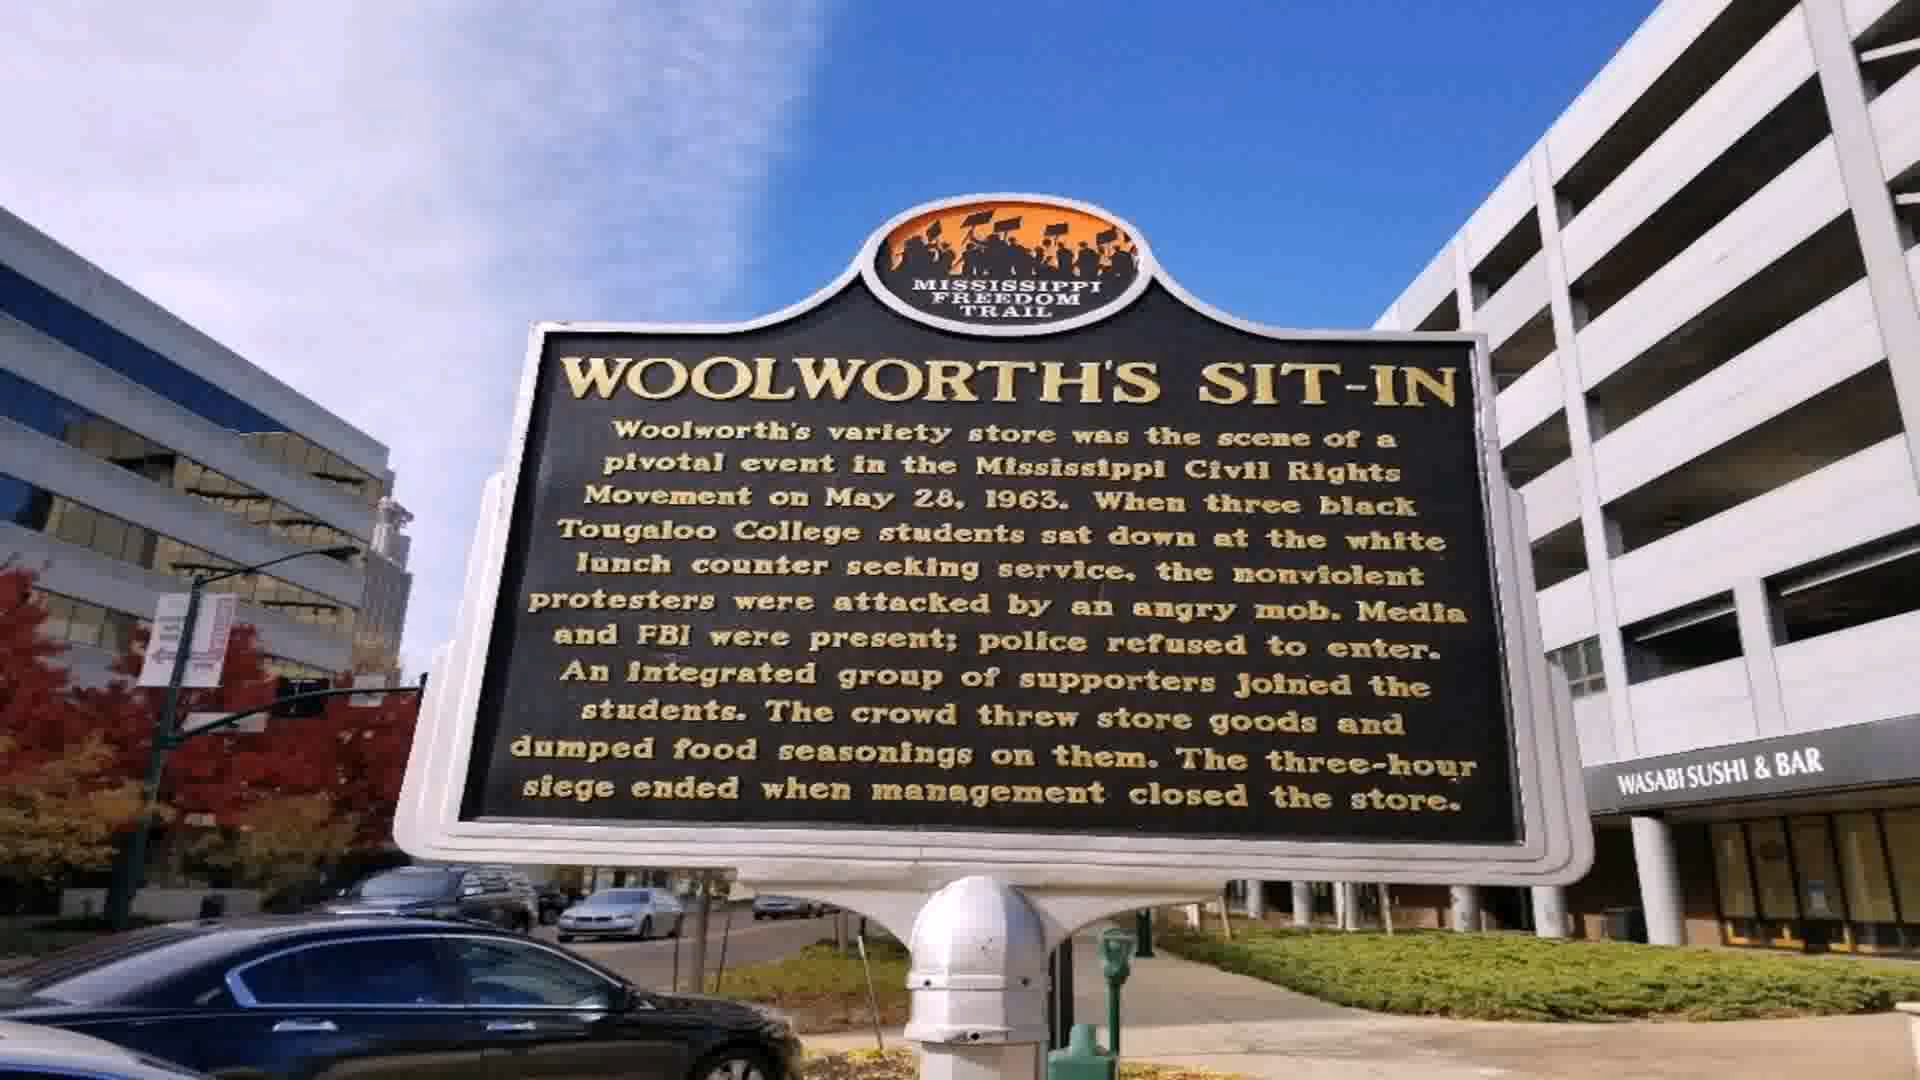 MISSISSIPPI
FREEDOM
TRAIL
WOOLWORTH'S SIT-IN
Woolworth's variety store was the scene of a
pivotal event in the Mississippi Civil Rights
Movement on May 28, 1963. When three black
Tougaloo College students sat down at the white
lunch counter seeking service, the nonviolent
protesters were attacked by an angry mob. Media
and FBI were present; police refused to enter.
An integrated group of supporters joined the
students. The crowd threw store goods and
dumped food seasonings on them. The three-hour
siege ended when management closed the store.
WASABI SUSHI & BAR